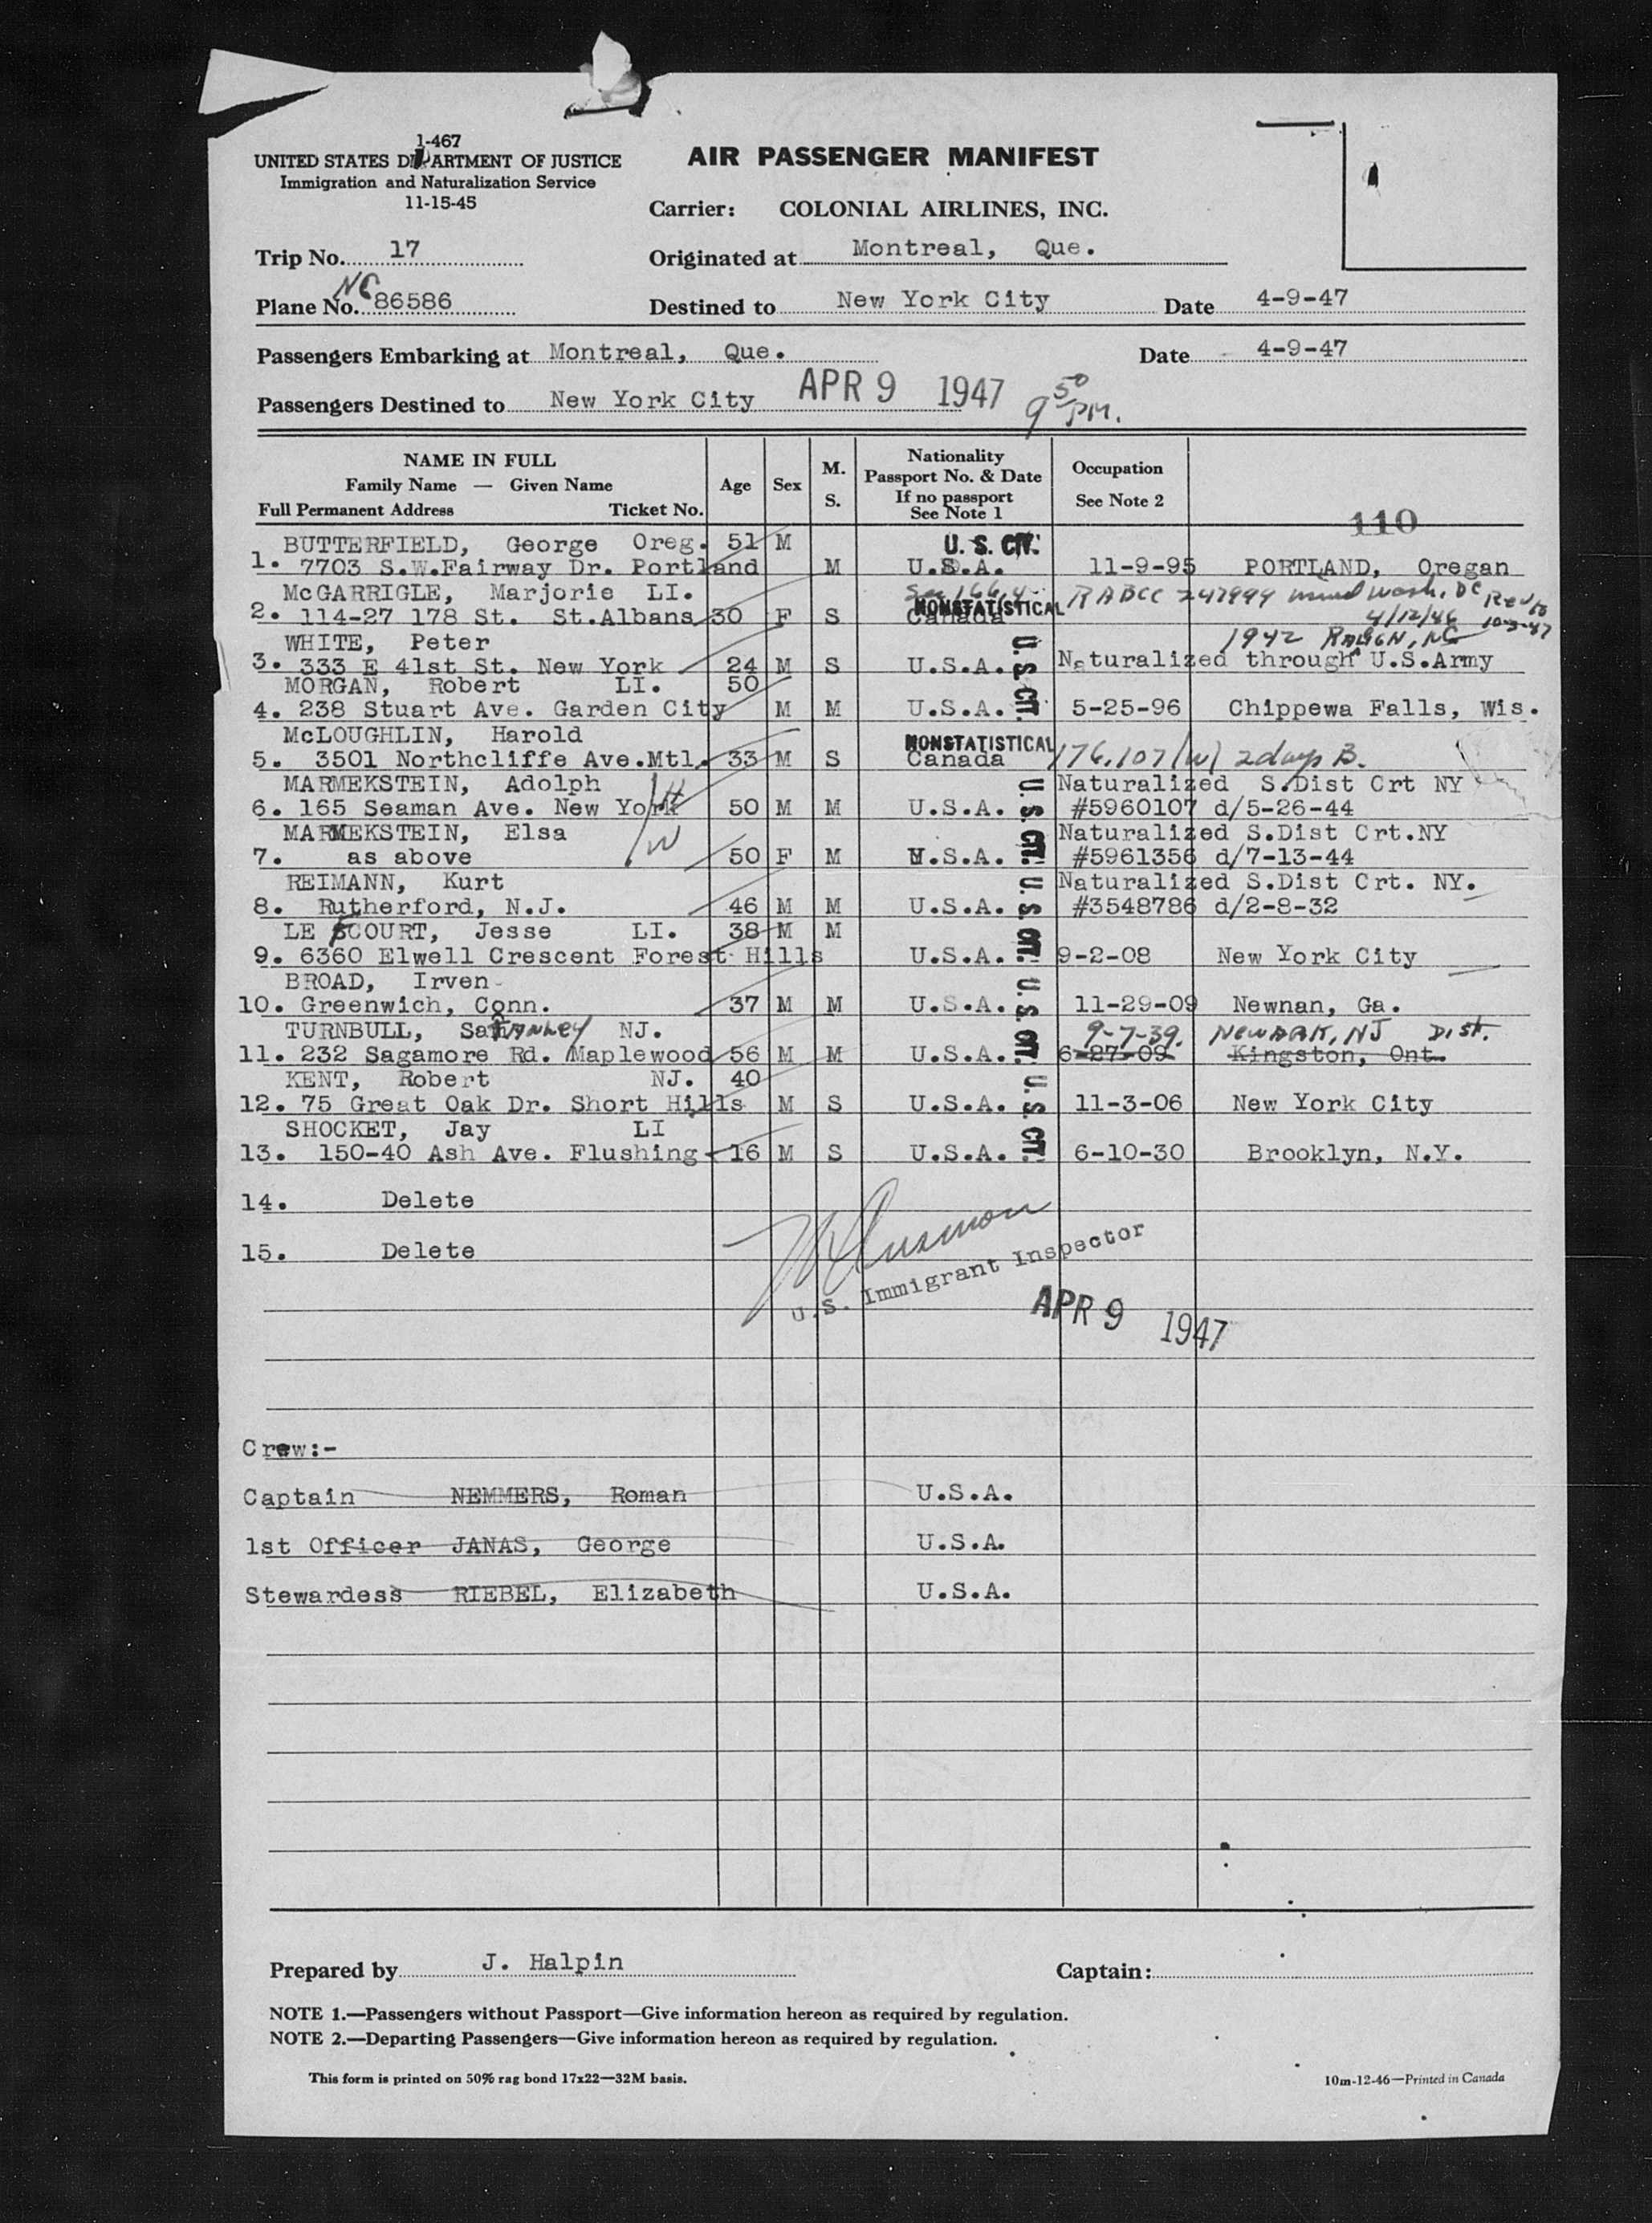 1-467
UNITED STATES DEPARTMENT OF JUSTICE
Immigration and Naturalization Service
11-15-45
AIR PASSENGER MANIFEST
Carrier: COLONIAL AIRLINES, INC.
Trip No. 17
Originated at Montreal, Que.
Plane No. NC 86586
Destined to New York City Date 4-9-47
Passengers Embarking at Montreal, Que. Date 4-9-47
Passengers Destined to New York City APR 9 1947 9 50 PM.
NAME IN FULL
Family Name — Given Name
Full Permanent Address Ticket No.
Age
Sex
M.
S.
Nationality
Passport No. & Date
If no passport
See Note 1
Occupation
See Note 2
110
BUTTERFIELD, George Oreg. 51 M U. S. CIT.
1. 7703 S.W.Fairway Dr. Portland M U.S.A. 11-9-95 PORTLAND, Oregan
McGARRIGLE, Marjorie LI. NONSTATISTICAL RABCC 247999 Wash. DC
2. 114-27 178 St. St.Albans 30 F S Canada 4/12/46
WHITE, Peter 1942
3. 333 E 41st St. New York 24 M S U.S.A. U.S. CIT. Naturalized through U.S.Army
MORGAN, Robert LI. 50
4. 238 Stuart Ave. Garden City M M U.S.A. 5-25-96 Chippewa Falls, Wis.
McLOUGHLIN, Harold NONSTATISTICAL
5. 3501 Northcliffe Ave.Mtl. 33 M S Canada 176.107 (w) 2 days B.
MARMEKSTEIN, Adolph H Naturalized S.Dist Crt NY
6. 165 Seaman Ave. New York 50 M M U.S.A. U.S. CIT. #5960107 d/5-26-44
MARMEKSTEIN, Elsa W Naturalized S.Dist Crt.NY
7. as above 50 F M U.S.A. #5961356 d/7-13-44
REIMANN, Kurt Naturalized S.Dist Crt. NY.
8. Rutherford, N.J. 46 M M U.S.A. U.S. CIT. #3548786 d/2-8-32
LE COURT, Jesse LI. 38 M M
9. 6360 Elwell Crescent Forest Hills U.S.A. 9-2-08 New York City
BROAD, Irven
10. Greenwich, Conn. 37 M M U.S.A. U.S. CIT. 11-29-09 Newnan, Ga.
TURNBULL, Stanley NJ. 9-7-39. NEWARK, NJ Dist.
11. 232 Sagamore Rd. Maplewood 56 M M U.S.A. 6-27-09 Kingston, Ont.
KENT, Robert NJ. 40
12. 75 Great Oak Dr. Short Hills M S U.S.A. U.S. CIT. 11-3-06 New York City
SHOCKET, Jay LI
13. 150-40 Ash Ave. Flushing 16 M S U.S.A. 6-10-30 Brooklyn, N.Y.
14. Delete
15. Delete
U.S. Immigrant Inspector
APR 9 1947
Crew:-
Captain NEMMERS, Roman U.S.A.
1st Officer JANAS, George U.S.A.
Stewardess RIEBEL, Elizabeth U.S.A.
Prepared by J. Halpin Captain:
NOTE 1.—Passengers without Passport—Give information hereon as required by regulation.
NOTE 2.—Departing Passengers—Give information hereon as required by regulation.
This form is printed on 50% rag bond 17x22—32M basis.
10m-12-46—Printed in Canada